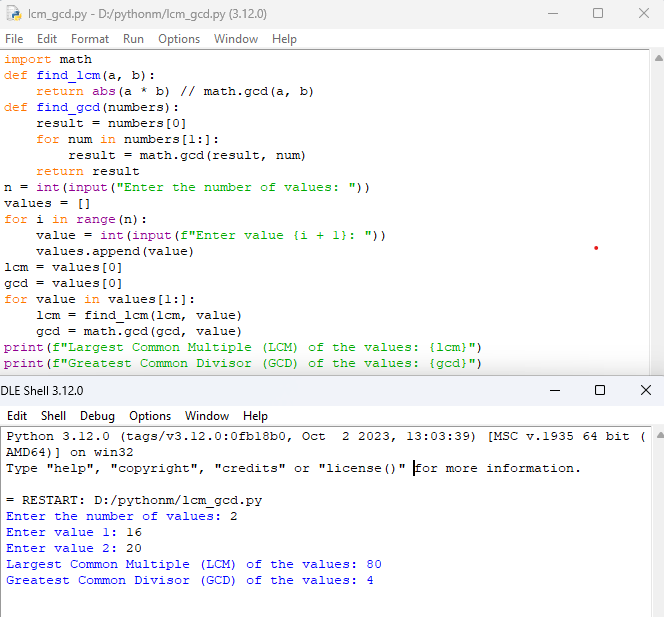 lcm_gcd.py - D:/pythonm/lcm_gcd.py (3.12.0)
File Edit Format Run Options Window Help
import math
def find_lcm(a, b):
    return abs(a * b) // math.gcd(a, b)
def find_gcd(numbers):
    result = numbers[0]
    for num in numbers[1:]:
        result = math.gcd(result, num)
    return result
n = int(input("Enter the number of values: "))
values = []
for i in range(n):
    value = int(input(f"Enter value {i + 1}: "))
    values.append(value)
lcm = values[0]
gcd = values[0]
for value in values[1:]:
    lcm = find_lcm(lcm, value)
    gcd = math.gcd(gcd, value)
print(f"Largest Common Multiple (LCM) of the values: {lcm}")
print(f"Greatest Common Divisor (GCD) of the values: {gcd}")
DLE Shell 3.12.0
Edit Shell Debug Options Window Help
Python 3.12.0 (tags/v3.12.0:0fb18b0, Oct  2 2023, 13:03:39) [MSC v.1935 64 bit (
AMD64)] on win32
Type "help", "copyright", "credits" or "license()" for more information.
= RESTART: D:/pythonm/lcm_gcd.py
Enter the number of values: 2
Enter value 1: 16
Enter value 2: 20
Largest Common Multiple (LCM) of the values: 80
Greatest Common Divisor (GCD) of the values: 4